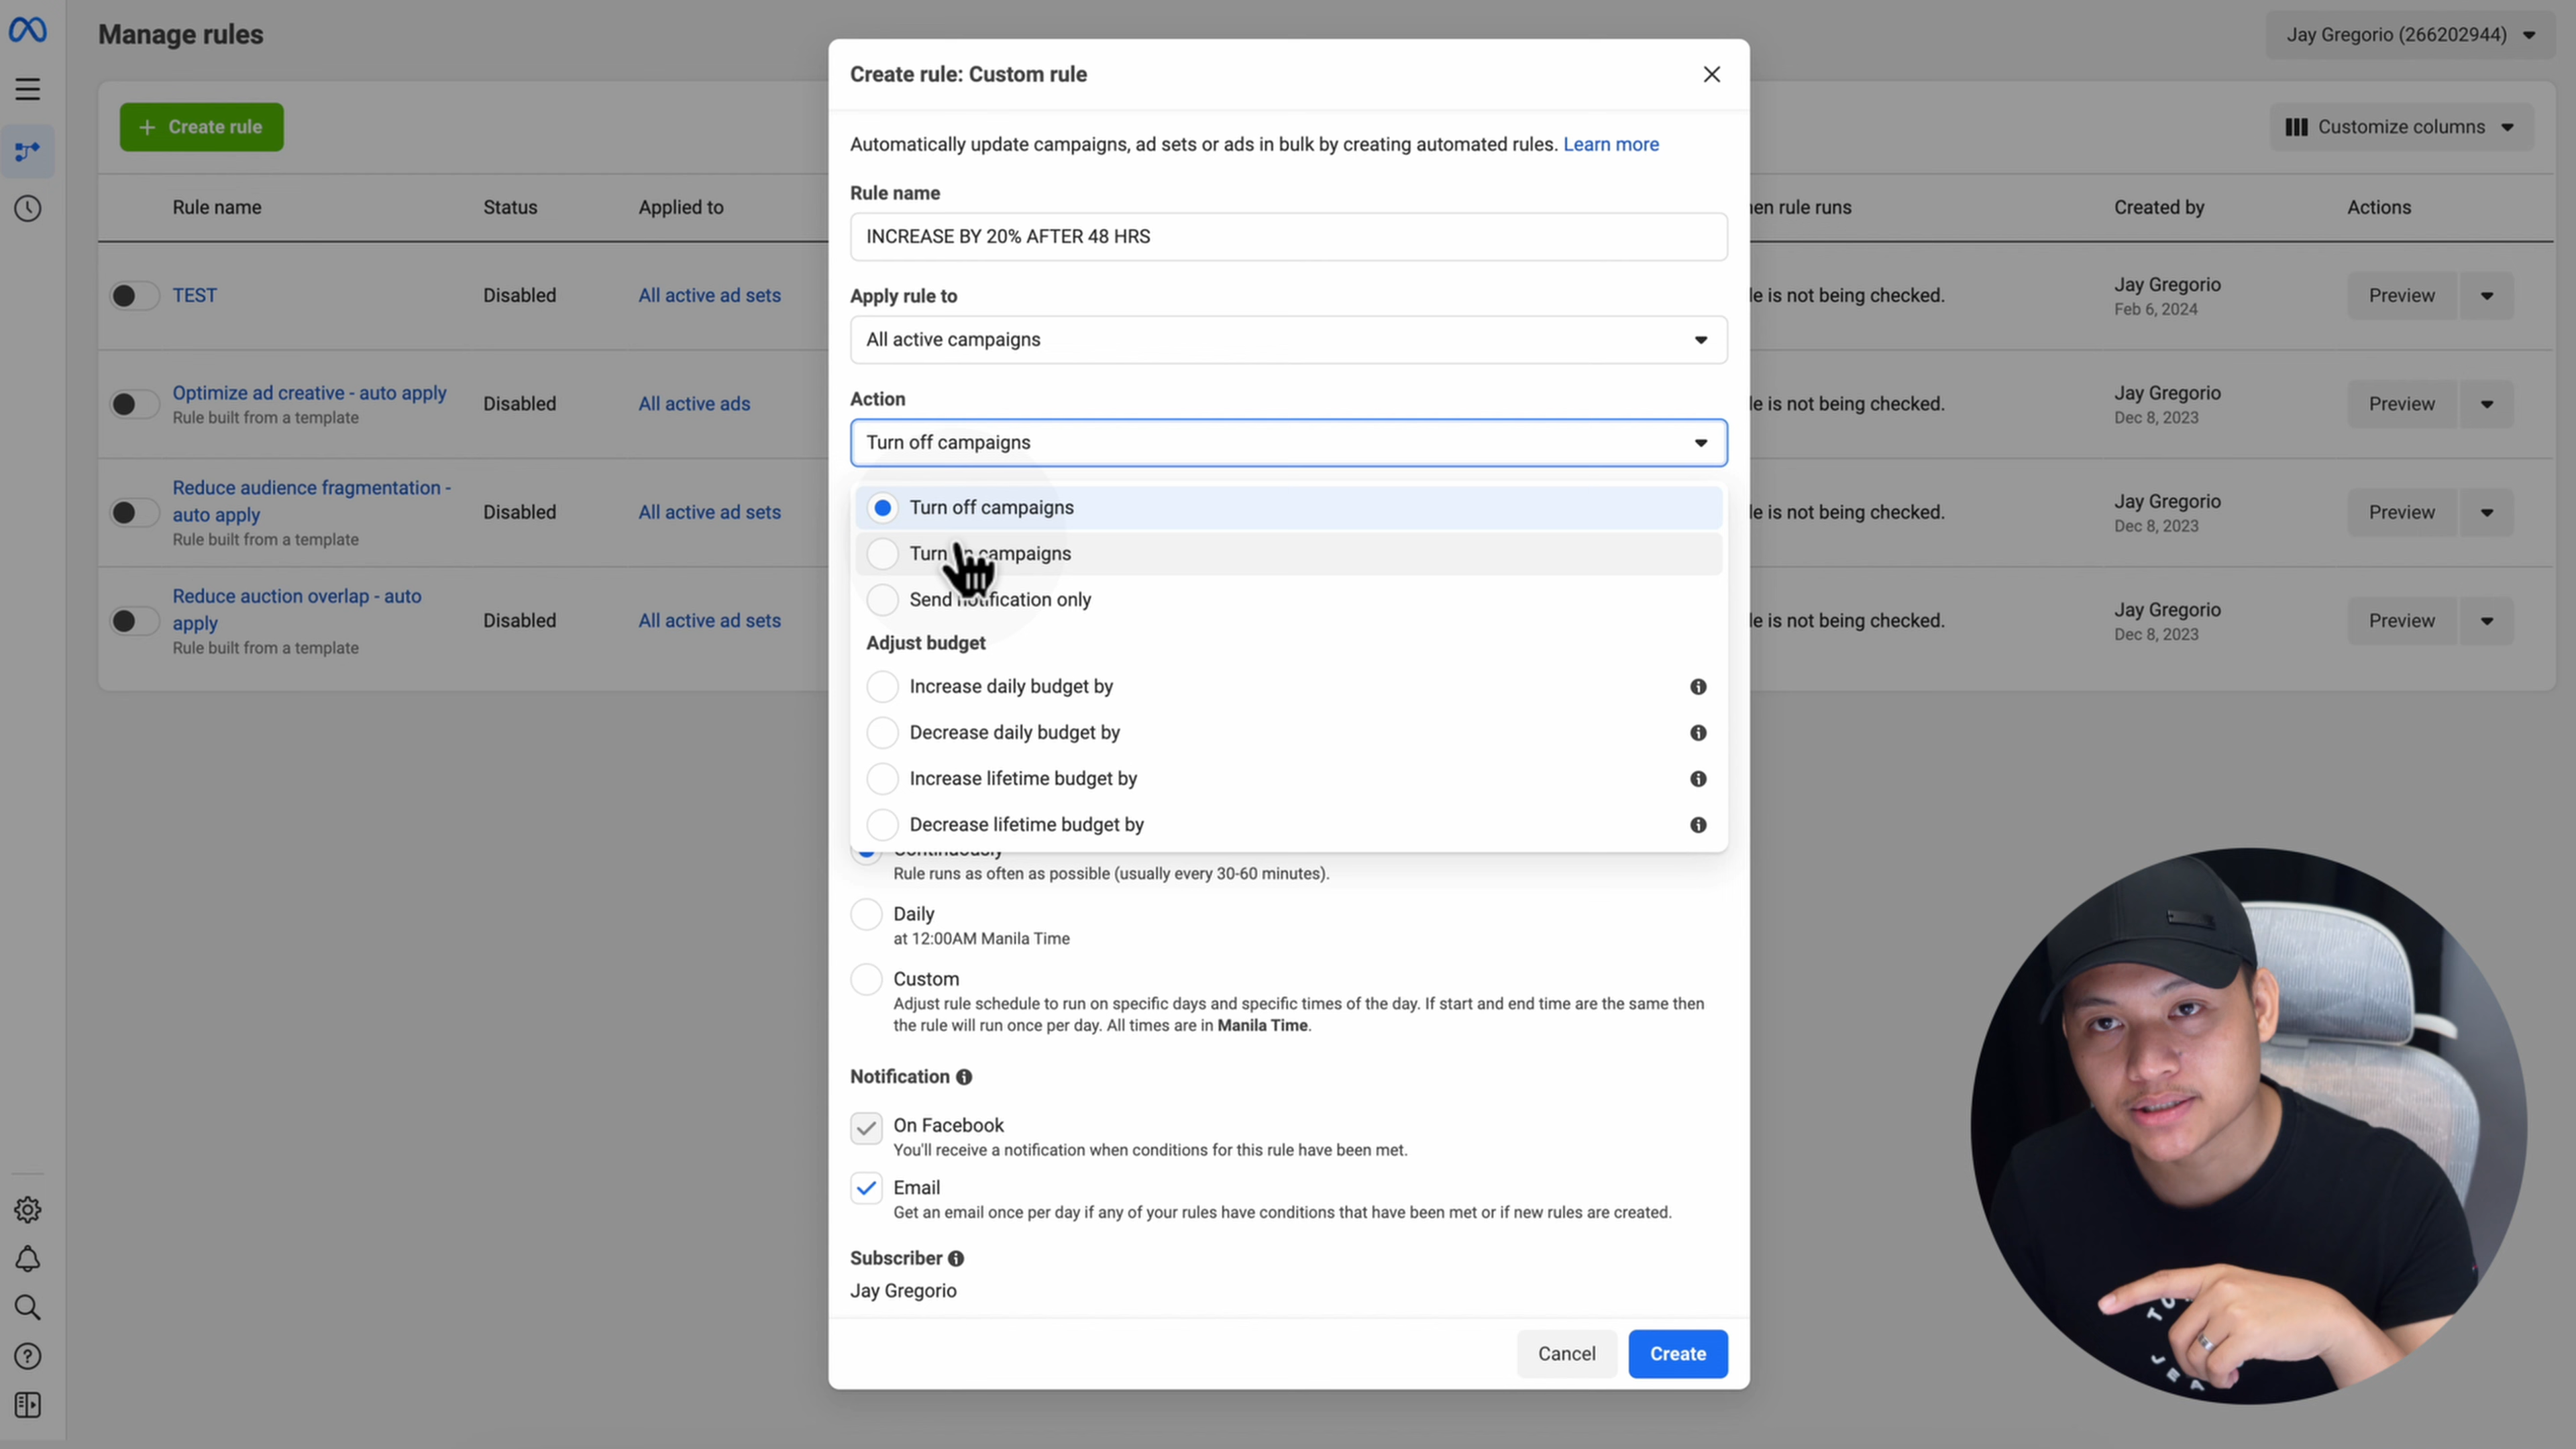 Manage rules
Jay Gregorio (266202944)
Create rule
Customize columns
Rule name
Status
Applied to
en rule runs
Created by
Actions
TEST
Disabled
All active ad sets
le is not being checked.
Jay Gregorio
Feb 6, 2024
Preview
Optimize ad creative - auto apply
Rule built from a template
Disabled
All active ads
le is not being checked.
Jay Gregorio
Dec 8, 2023
Preview
Reduce audience fragmentation -
auto apply
Rule built from a template
Disabled
All active ad sets
le is not being checked.
Jay Gregorio
Dec 8, 2023
Preview
Reduce auction overlap - auto
apply
Rule built from a template
Disabled
All active ad sets
le is not being checked.
Jay Gregorio
Dec 8, 2023
Preview
Create rule: Custom rule
Automatically update campaigns, ad sets or ads in bulk by creating automated rules. Learn more
Rule name
INCREASE BY 20% AFTER 48 HRS
Apply rule to
All active campaigns
Action
Turn off campaigns
Turn off campaigns
Turn campaigns
Send notification only
Adjust budget
Increase daily budget by
Decrease daily budget by
Increase lifetime budget by
Decrease lifetime budget by
Continuously
Rule runs as often as possible (usually every 30-60 minutes).
Daily
at 12:00AM Manila Time
Custom
Adjust rule schedule to run on specific days and specific times of the day. If start and end time are the same then
the rule will run once per day. All times are in Manila Time.
Notification
On Facebook
You'll receive a notification when conditions for this rule have been met.
Email
Get an email once per day if any of your rules have conditions that have been met or if new rules are created.
Subscriber
Jay Gregorio
Cancel
Create